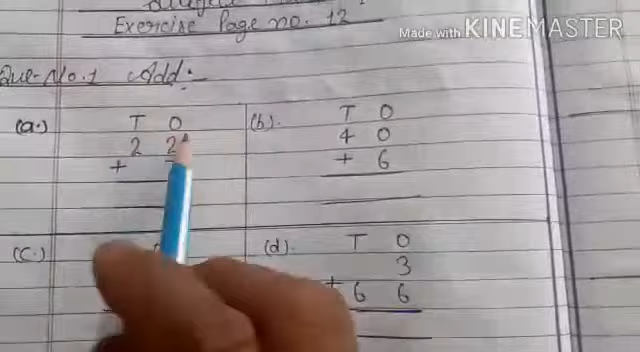 Exercise Page no. 12
Made with KINEMASTER
Que-No.1 Add:-
(a.) T O (b). T O
2 2 4 0
+ + 6
(c.) (d). T O
3
+ 6 6